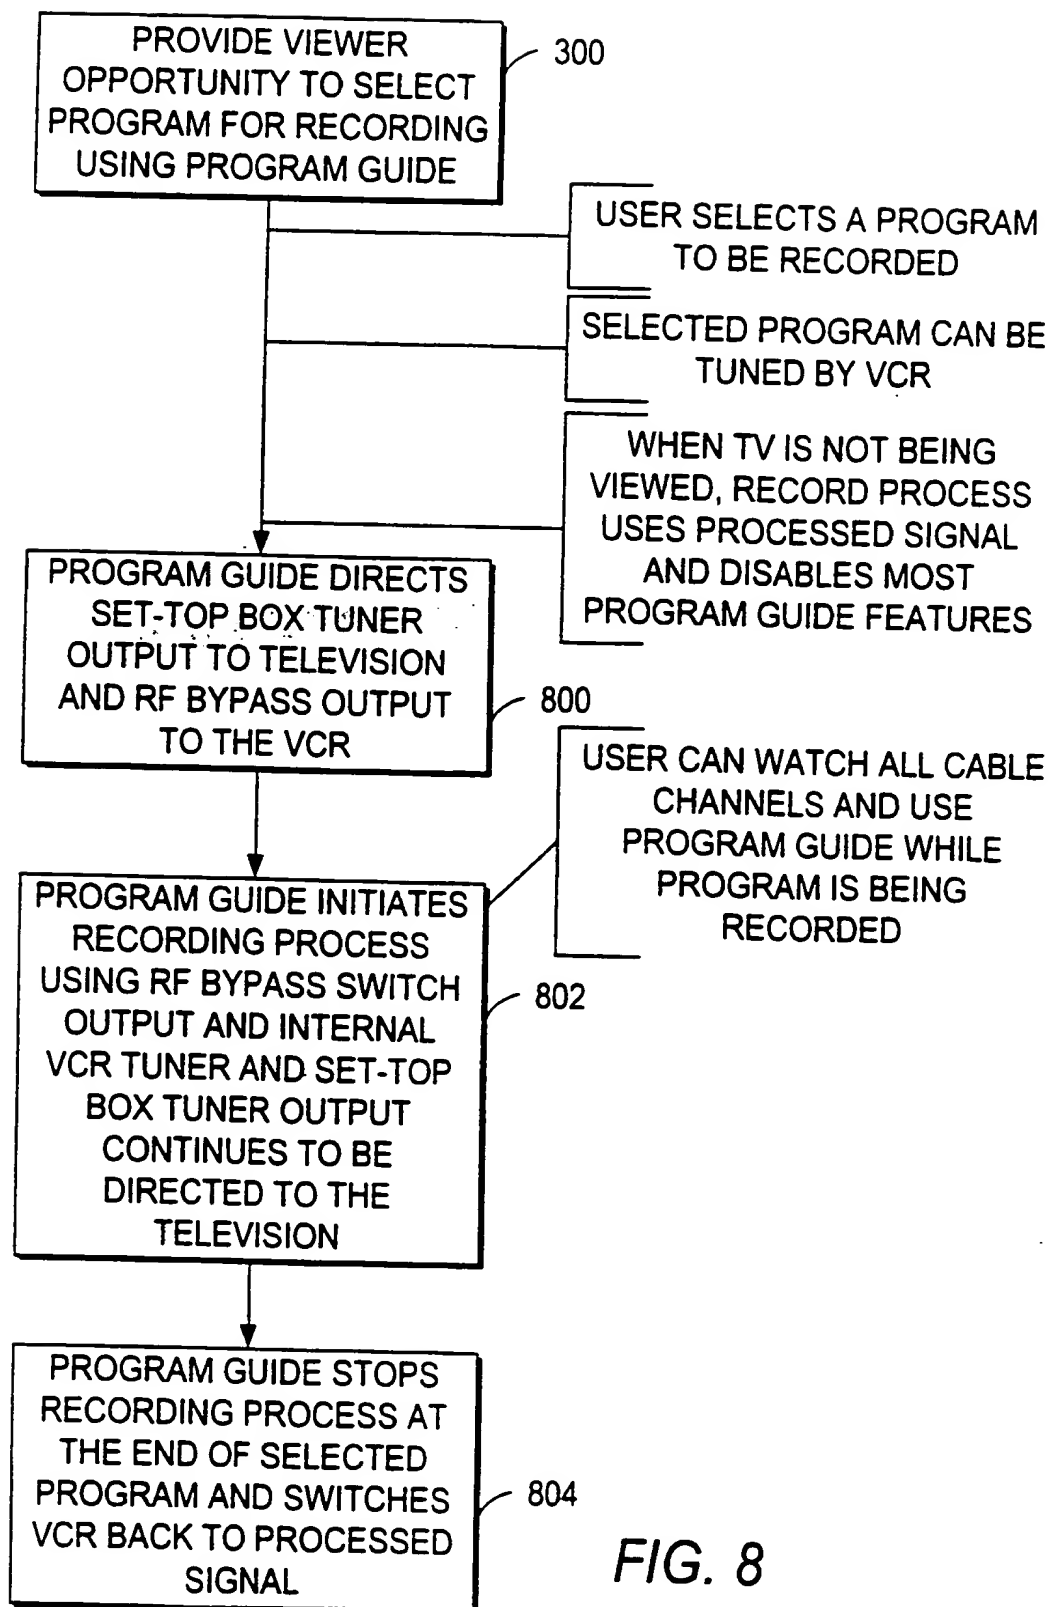 PROVIDE VIEWER
OPPORTUNITY TO SELECT
PROGRAM FOR RECORDING
USING PROGRAM GUIDE
300
USER SELECTS A PROGRAM
TO BE RECORDED
SELECTED PROGRAM CAN BE
TUNED BY VCR
WHEN TV IS NOT BEING
VIEWED, RECORD PROCESS
USES PROCESSED SIGNAL
AND DISABLES MOST
PROGRAM GUIDE FEATURES
PROGRAM GUIDE DIRECTS
SET-TOP BOX TUNER
OUTPUT TO TELEVISION
AND RF BYPASS OUTPUT
TO THE VCR
800
USER CAN WATCH ALL CABLE
CHANNELS AND USE
PROGRAM GUIDE WHILE
PROGRAM IS BEING
RECORDED
PROGRAM GUIDE INITIATES
RECORDING PROCESS
USING RF BYPASS SWITCH
OUTPUT AND INTERNAL
VCR TUNER AND SET-TOP
BOX TUNER OUTPUT
CONTINUES TO BE
DIRECTED TO THE
TELEVISION
802
PROGRAM GUIDE STOPS
RECORDING PROCESS AT
THE END OF SELECTED
PROGRAM AND SWITCHES
VCR BACK TO PROCESSED
SIGNAL
804
FIG. 8